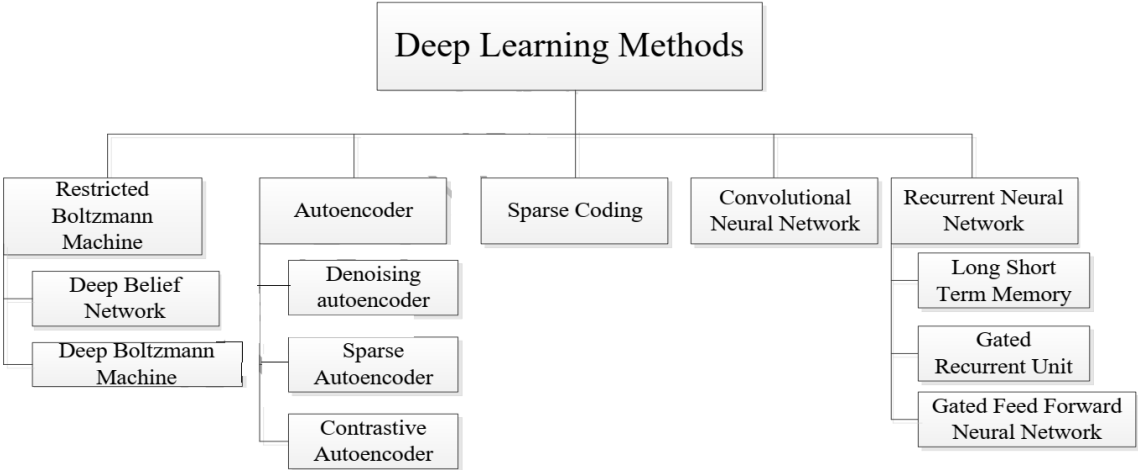 Deep Learning Methods
Restricted
Boltzmann
Machine
Deep Belief
Network
Deep Boltzmann
Machine
Autoencoder
Denoising
autoencoder
Sparse
Autoencoder
Contrastive
Autoencoder
Sparse Coding
Convolutional
Neural Network
Recurrent Neural
Network
Long Short
Term Memory
Gated
Recurrent Unit
Gated Feed Forward
Neural Network